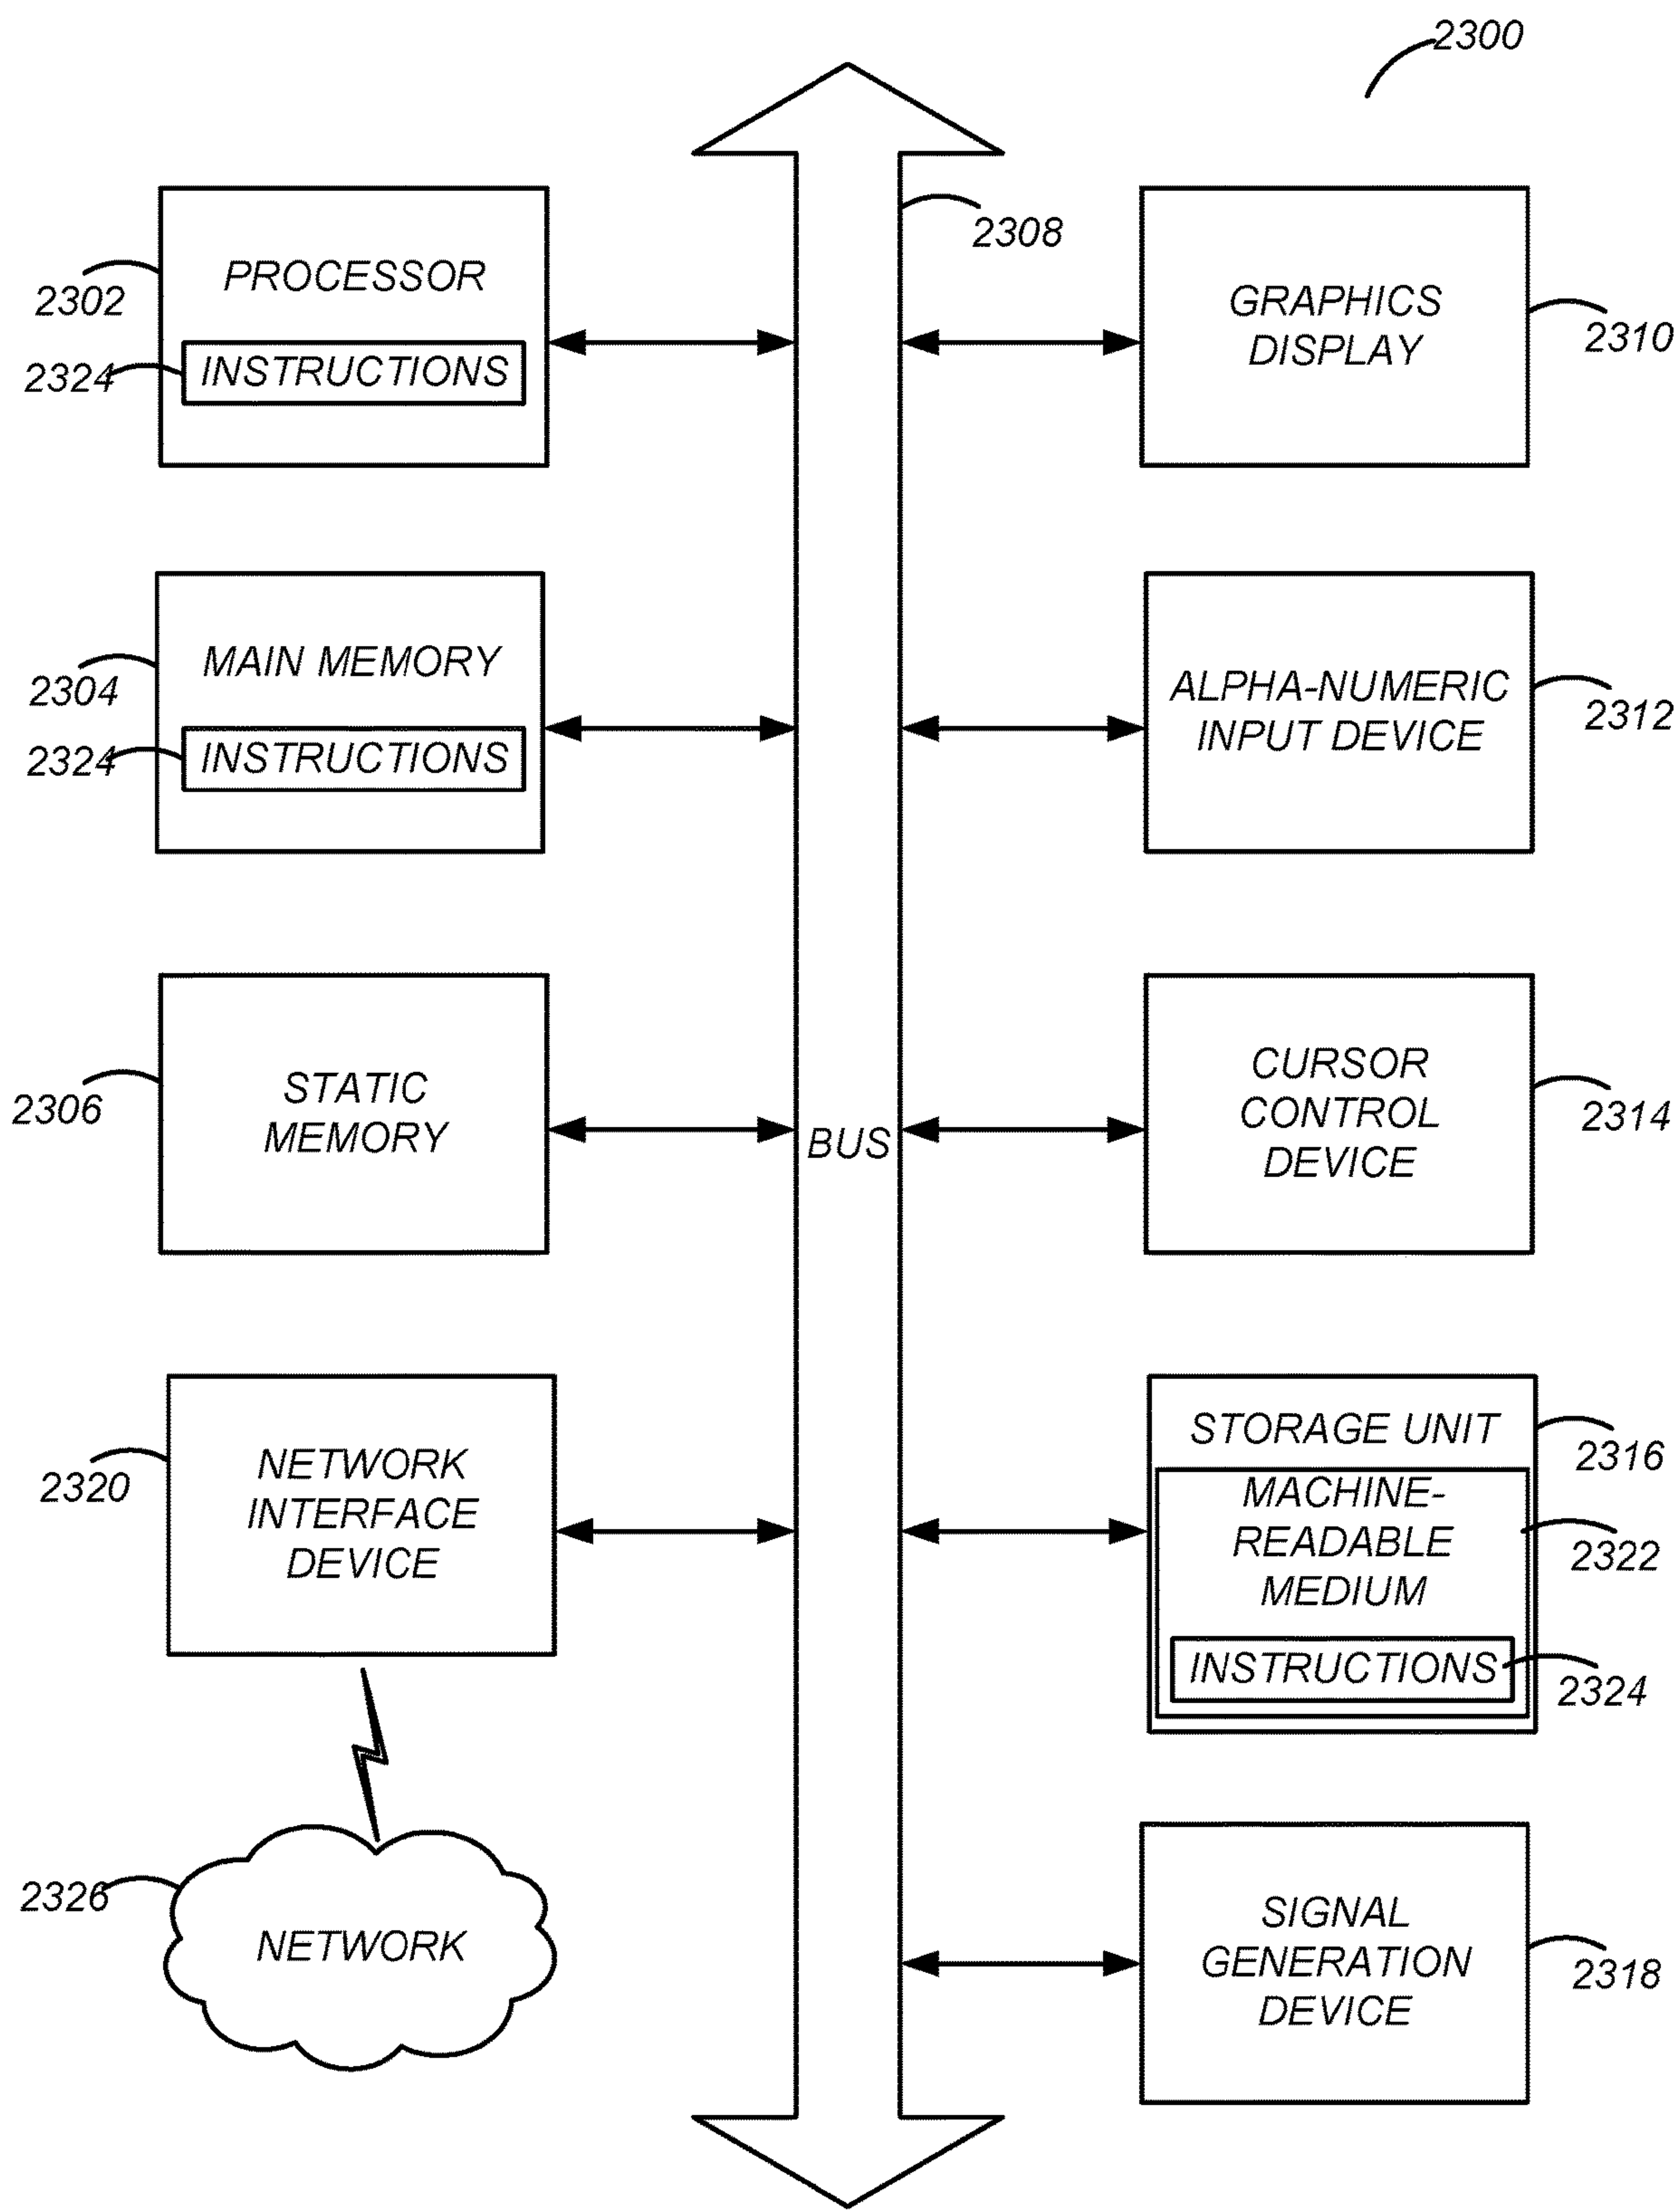 2300
2308
PROCESSOR
2302
INSTRUCTIONS
2324
GRAPHICS
DISPLAY
2310
MAIN MEMORY
2304
INSTRUCTIONS
2324
ALPHA-NUMERIC
INPUT DEVICE
2312
STATIC
MEMORY
2306
BUS
CURSOR
CONTROL
DEVICE
2314
NETWORK
INTERFACE
DEVICE
2320
STORAGE UNIT
2316
MACHINE-
READABLE
MEDIUM
2322
INSTRUCTIONS
2324
2326
NETWORK
SIGNAL
GENERATION
DEVICE
2318